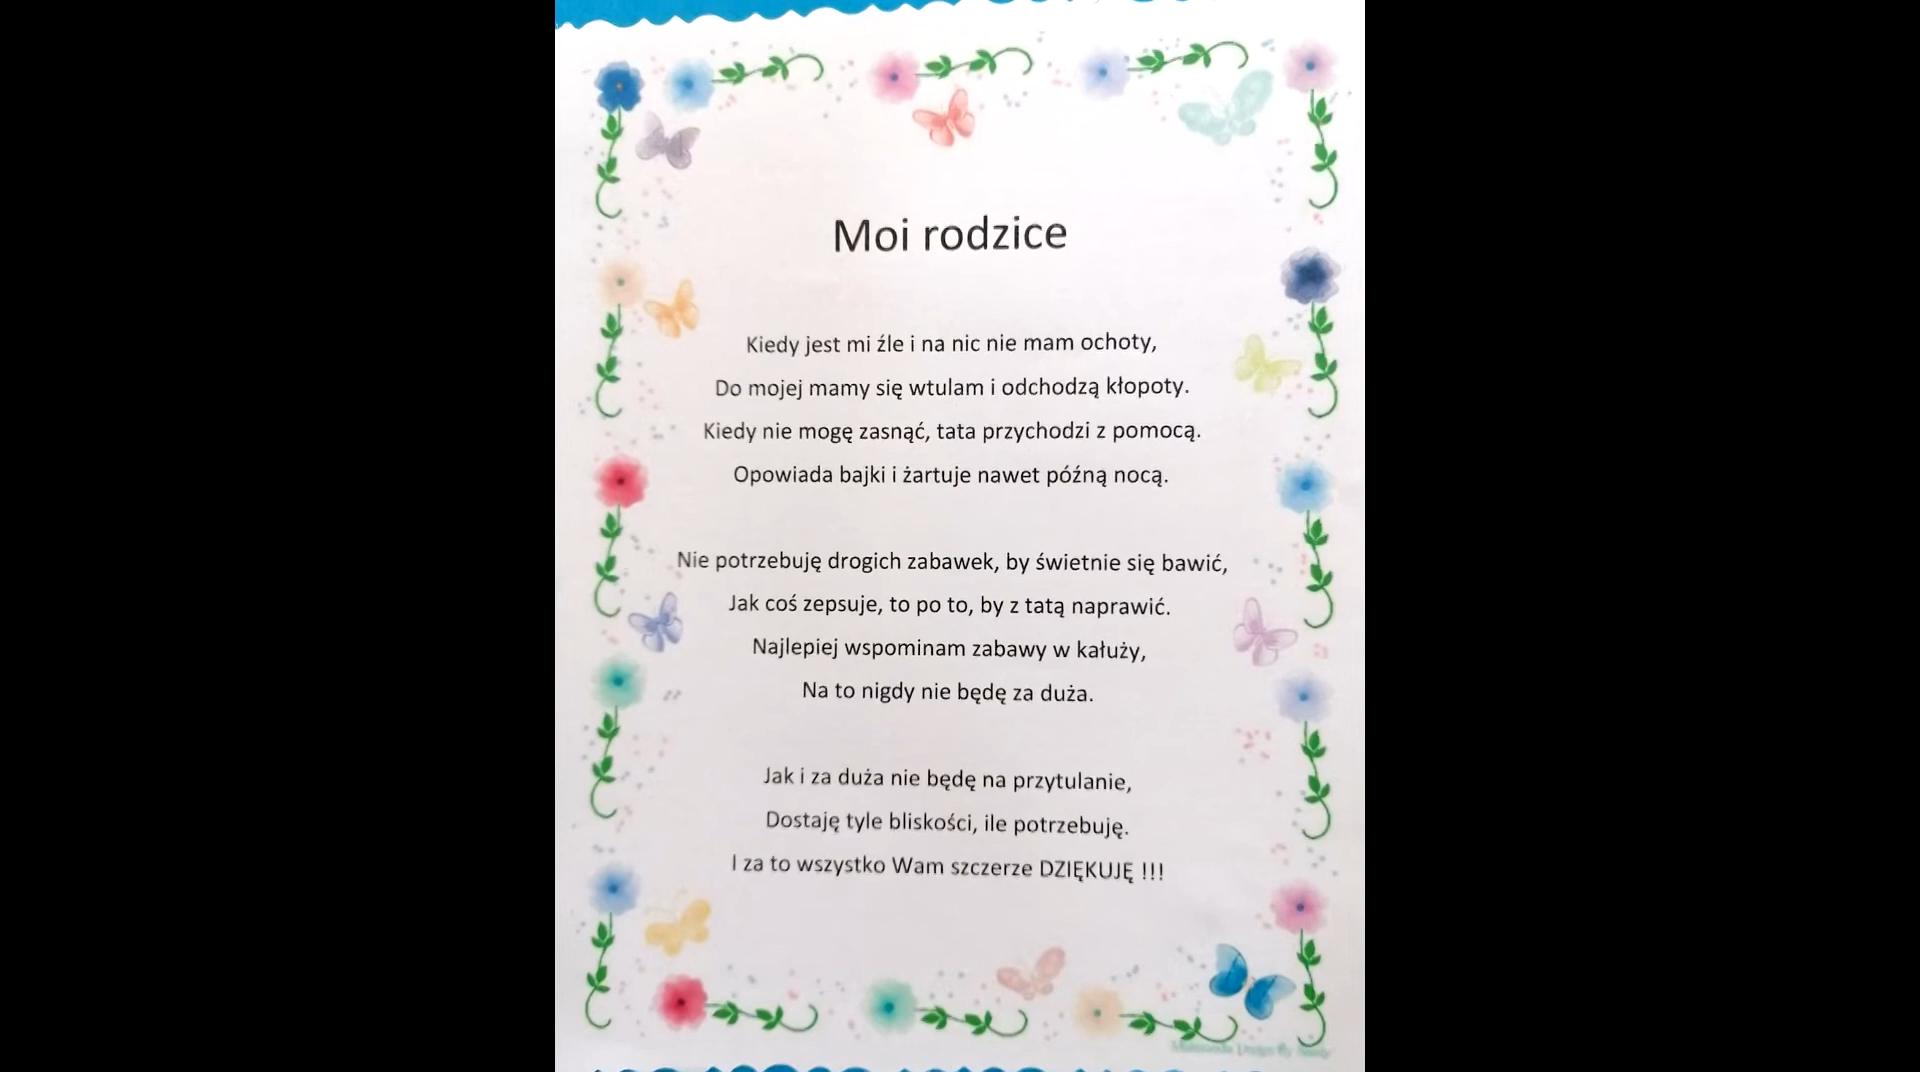 Moi rodzice
Kiedy jest mi źle i na nic nie mam ochoty,
Do mojej mamy się wtulam i odchodzą kłopoty.
Kiedy nie mogę zasnąć, tata przychodzi z pomocą.
Opowiada bajki i żartuje nawet późną nocą.
Nie potrzebuję drogich zabawek, by świetnie się bawić,
Jak coś zepsuje, to po to, by z tatą naprawić.
Najlepiej wspominam zabawy w kałuży,
Na to nigdy nie będę za duża.
Jak i za duża nie będę na przytulanie,
Dostaję tyle bliskości, ile potrzebuję.
I za to wszystko Wam szczerze DZIĘKUJĘ !!!